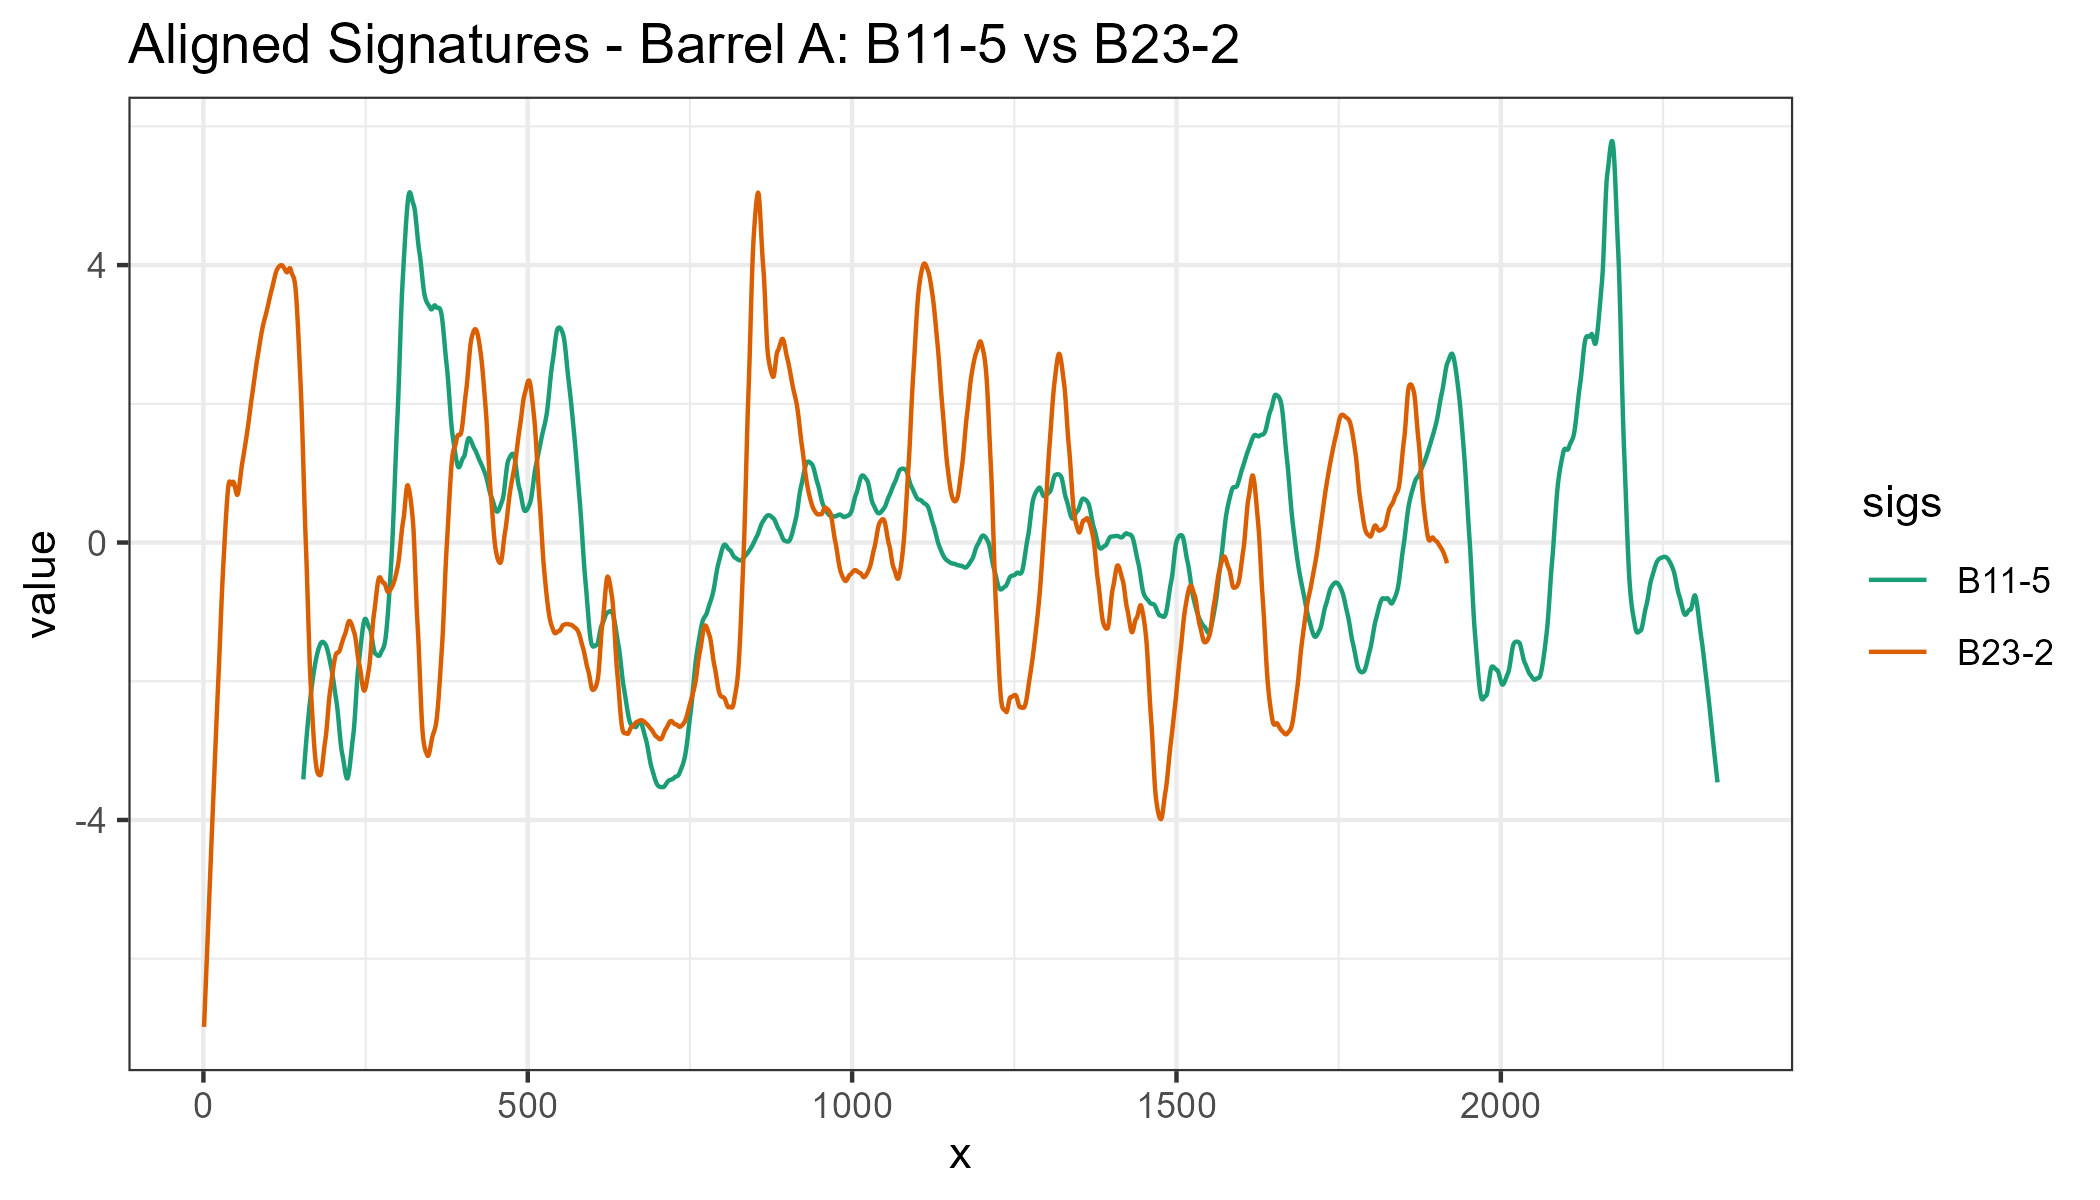 Aligned Signatures - Barrel A: B11-5 vs B23-2
value
4
0
-4
0 500 1000 1500 2000
x
sigs
B11-5
B23-2